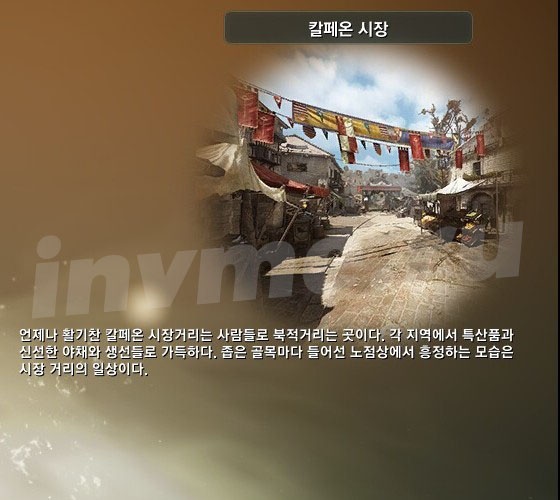 칼페온 시장
언제나 활기찬 칼페온 시장거리는 사람들로 북적거리는 곳이다. 각 지역에서 특산품과
신선한 야채와 생선들로 가득하다. 좁은 골목마다 들어선 노점상에서 흥정하는 모습은
시장 거리의 일상이다.